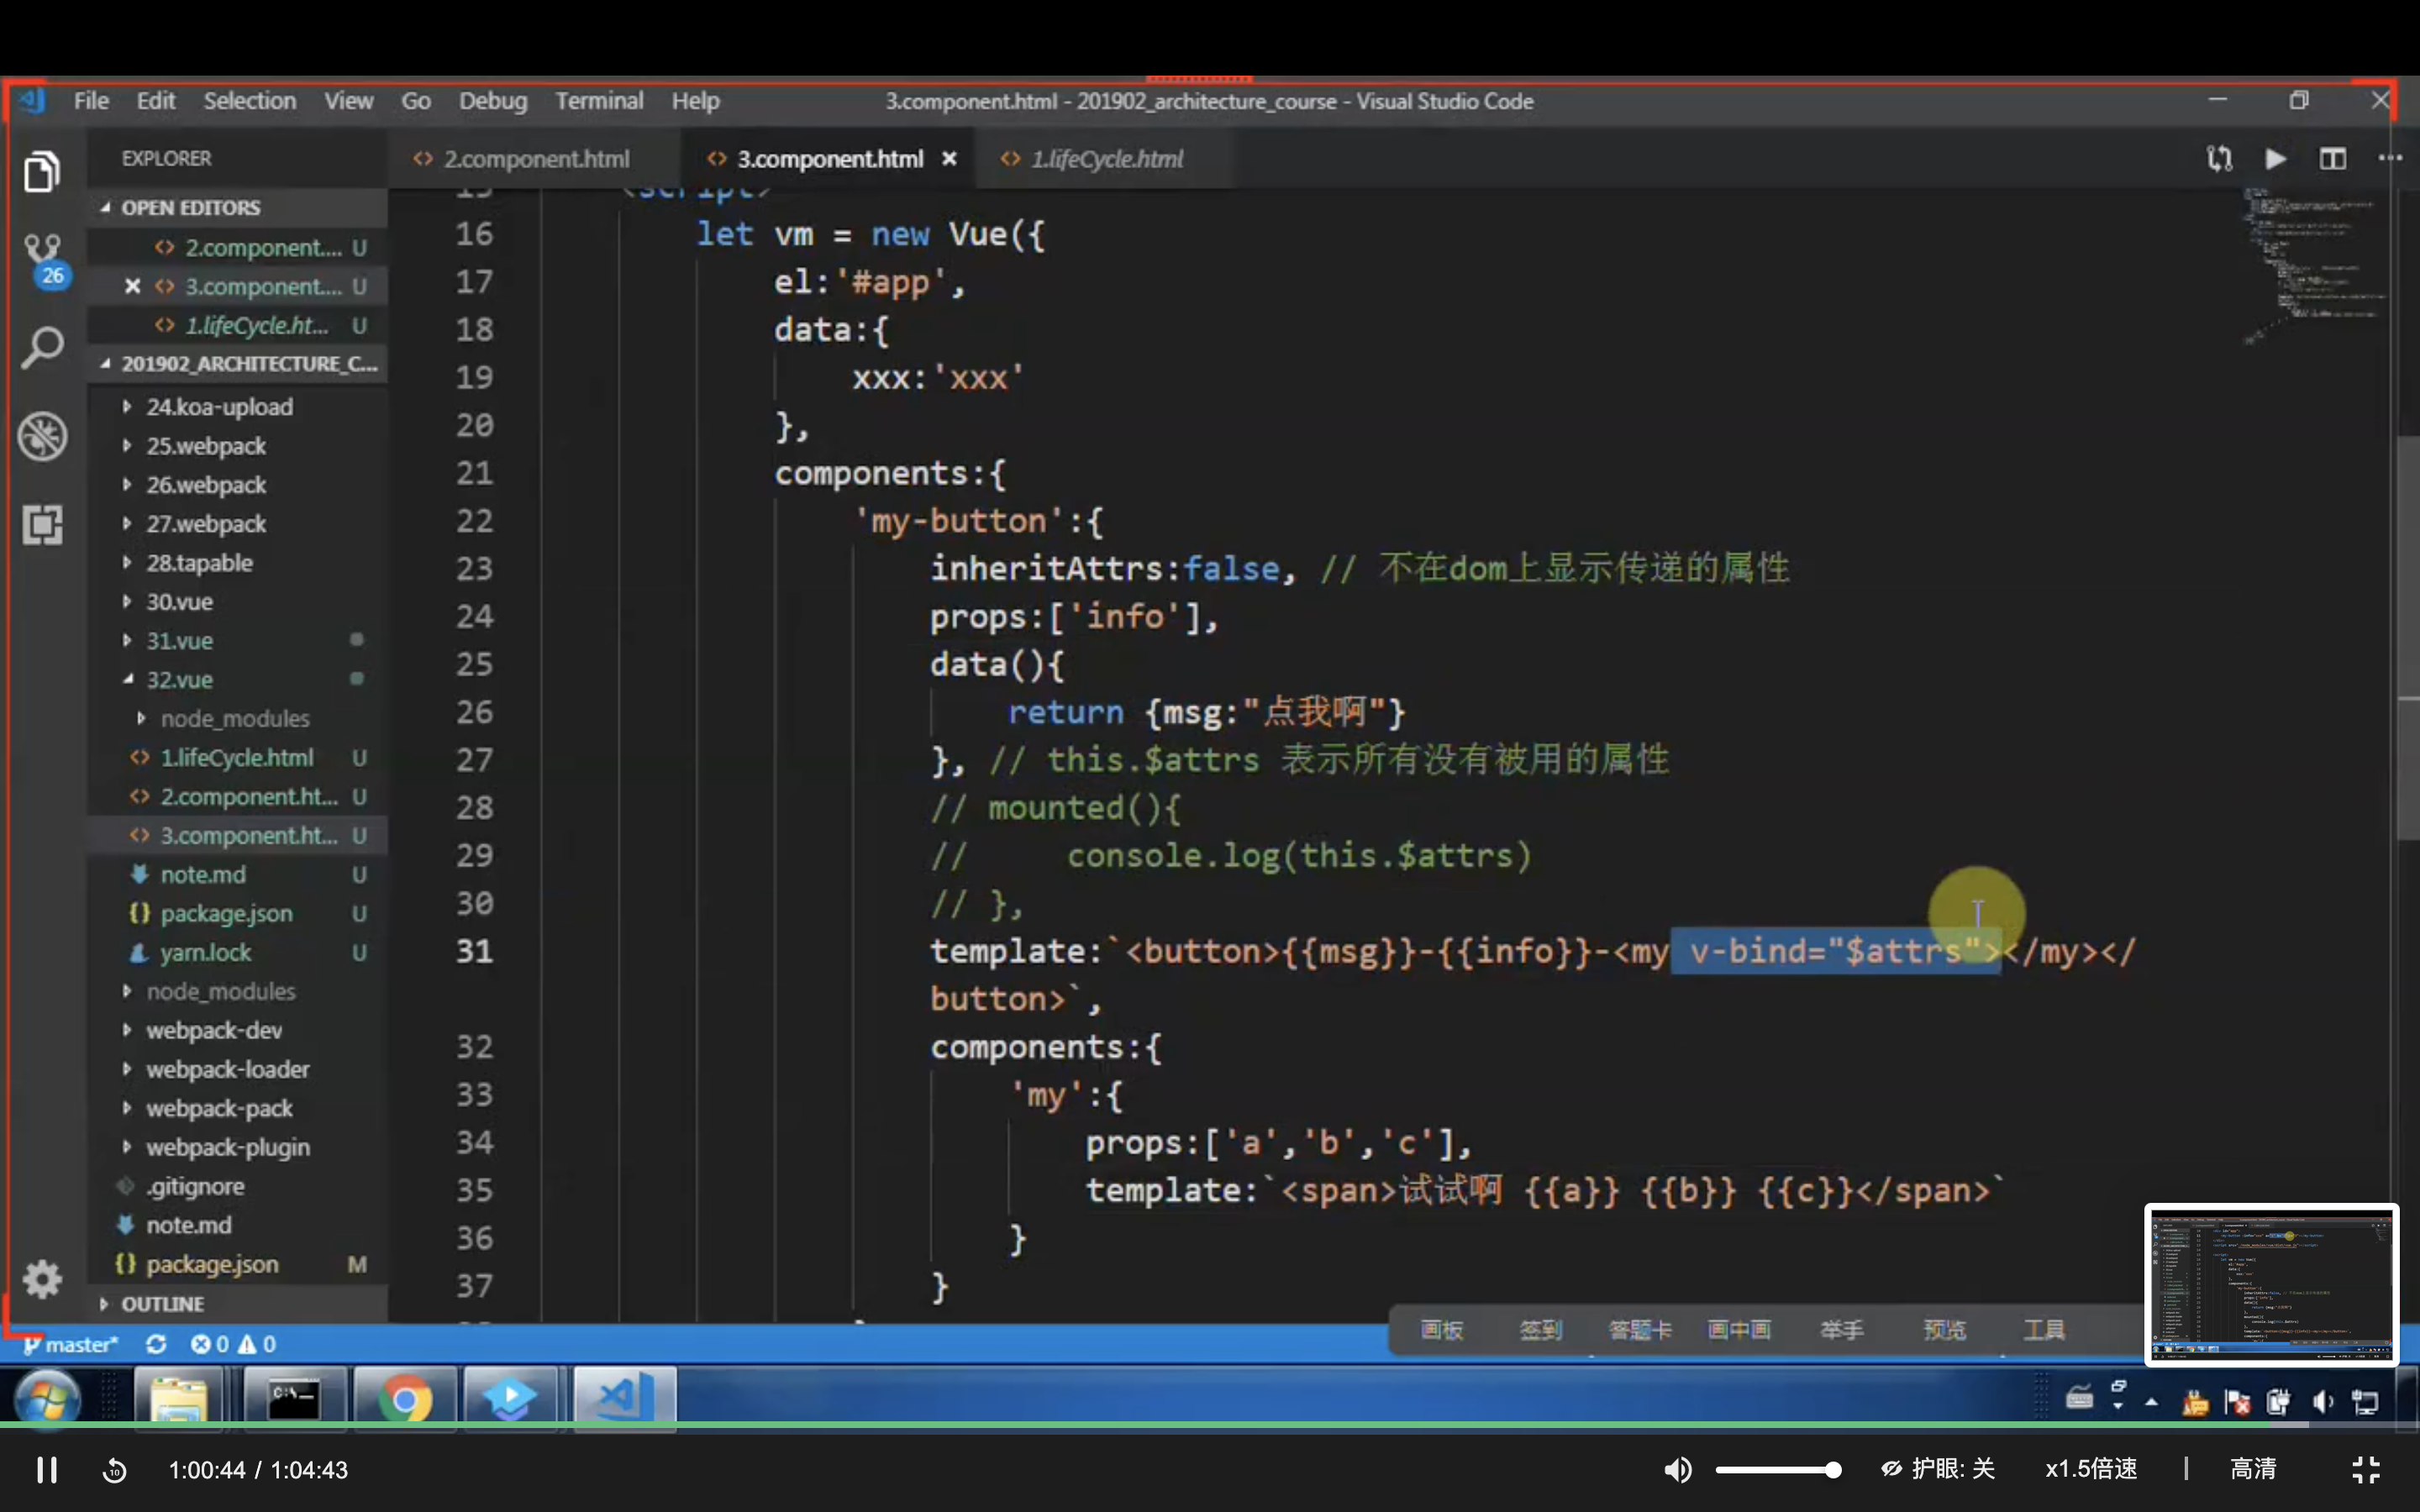 File Edit Selection View Go Debug Terminal Help
3.component.html - 201902_architecture_course - Visual Studio Code
EXPLORER
2.component.html
3.component.html
1.lifeCycle.html
OPEN EDITORS
2.component.... U
3.component.... U
1.lifeCycle.ht... U
26
201902_ARCHITECTURE_C...
24.koa-upload
25.webpack
26.webpack
27.webpack
28.tapable
30.vue
31.vue
32.vue
node_modules
1.lifeCycle.html U
2.component.ht... U
3.component.ht... U
note.md U
package.json U
yarn.lock U
node_modules
webpack-dev
webpack-loader
webpack-pack
webpack-plugin
.gitignore
note.md
package.json M
OUTLINE
15 <script>
16 let vm = new Vue({
17 el:'#app',
18 data:{
19 xxx:'xxx'
20 },
21 components:{
22 'my-button':{
23 inheritAttrs:false, // 不在dom上显示传递的属性
24 props:['info'],
25 data(){
26 return {msg:"点我啊"}
27 }, // this.$attrs 表示所有没有被用的属性
28 // mounted(){
29 // console.log(this.$attrs)
30 // },
31 template:`<button>{{msg}}-{{info}}-<my v-bind="$attrs"></my></
button>`,
32 components:{
33 'my':{
34 props:['a','b','c'],
35 template:`<span>试试啊 {{a}} {{b}} {{c}}</span>`
36 }
37 }
画板 签到 答题卡 画中画 举手 预览 工具
master* 0 0
C:\_
1:00:44 / 1:04:43
10
护眼: 关
x1.5倍速
高清